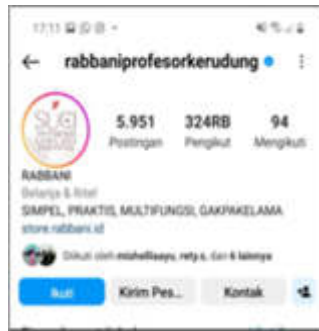 17.11
rabbaniprofesorkerudung
5.951 324RB 94
Postingan Pengikut Mengikuti
RABBANI
Belanja & Ritel
SIMPEL, PRAKTIS, MULTIFUNGSI, GAKPAKELAMA
store.rabbani.id
Diikuti oleh mishelliaayu, rety.s, dan 6 lainnya
Ikuti Kirim Pes... Kontak